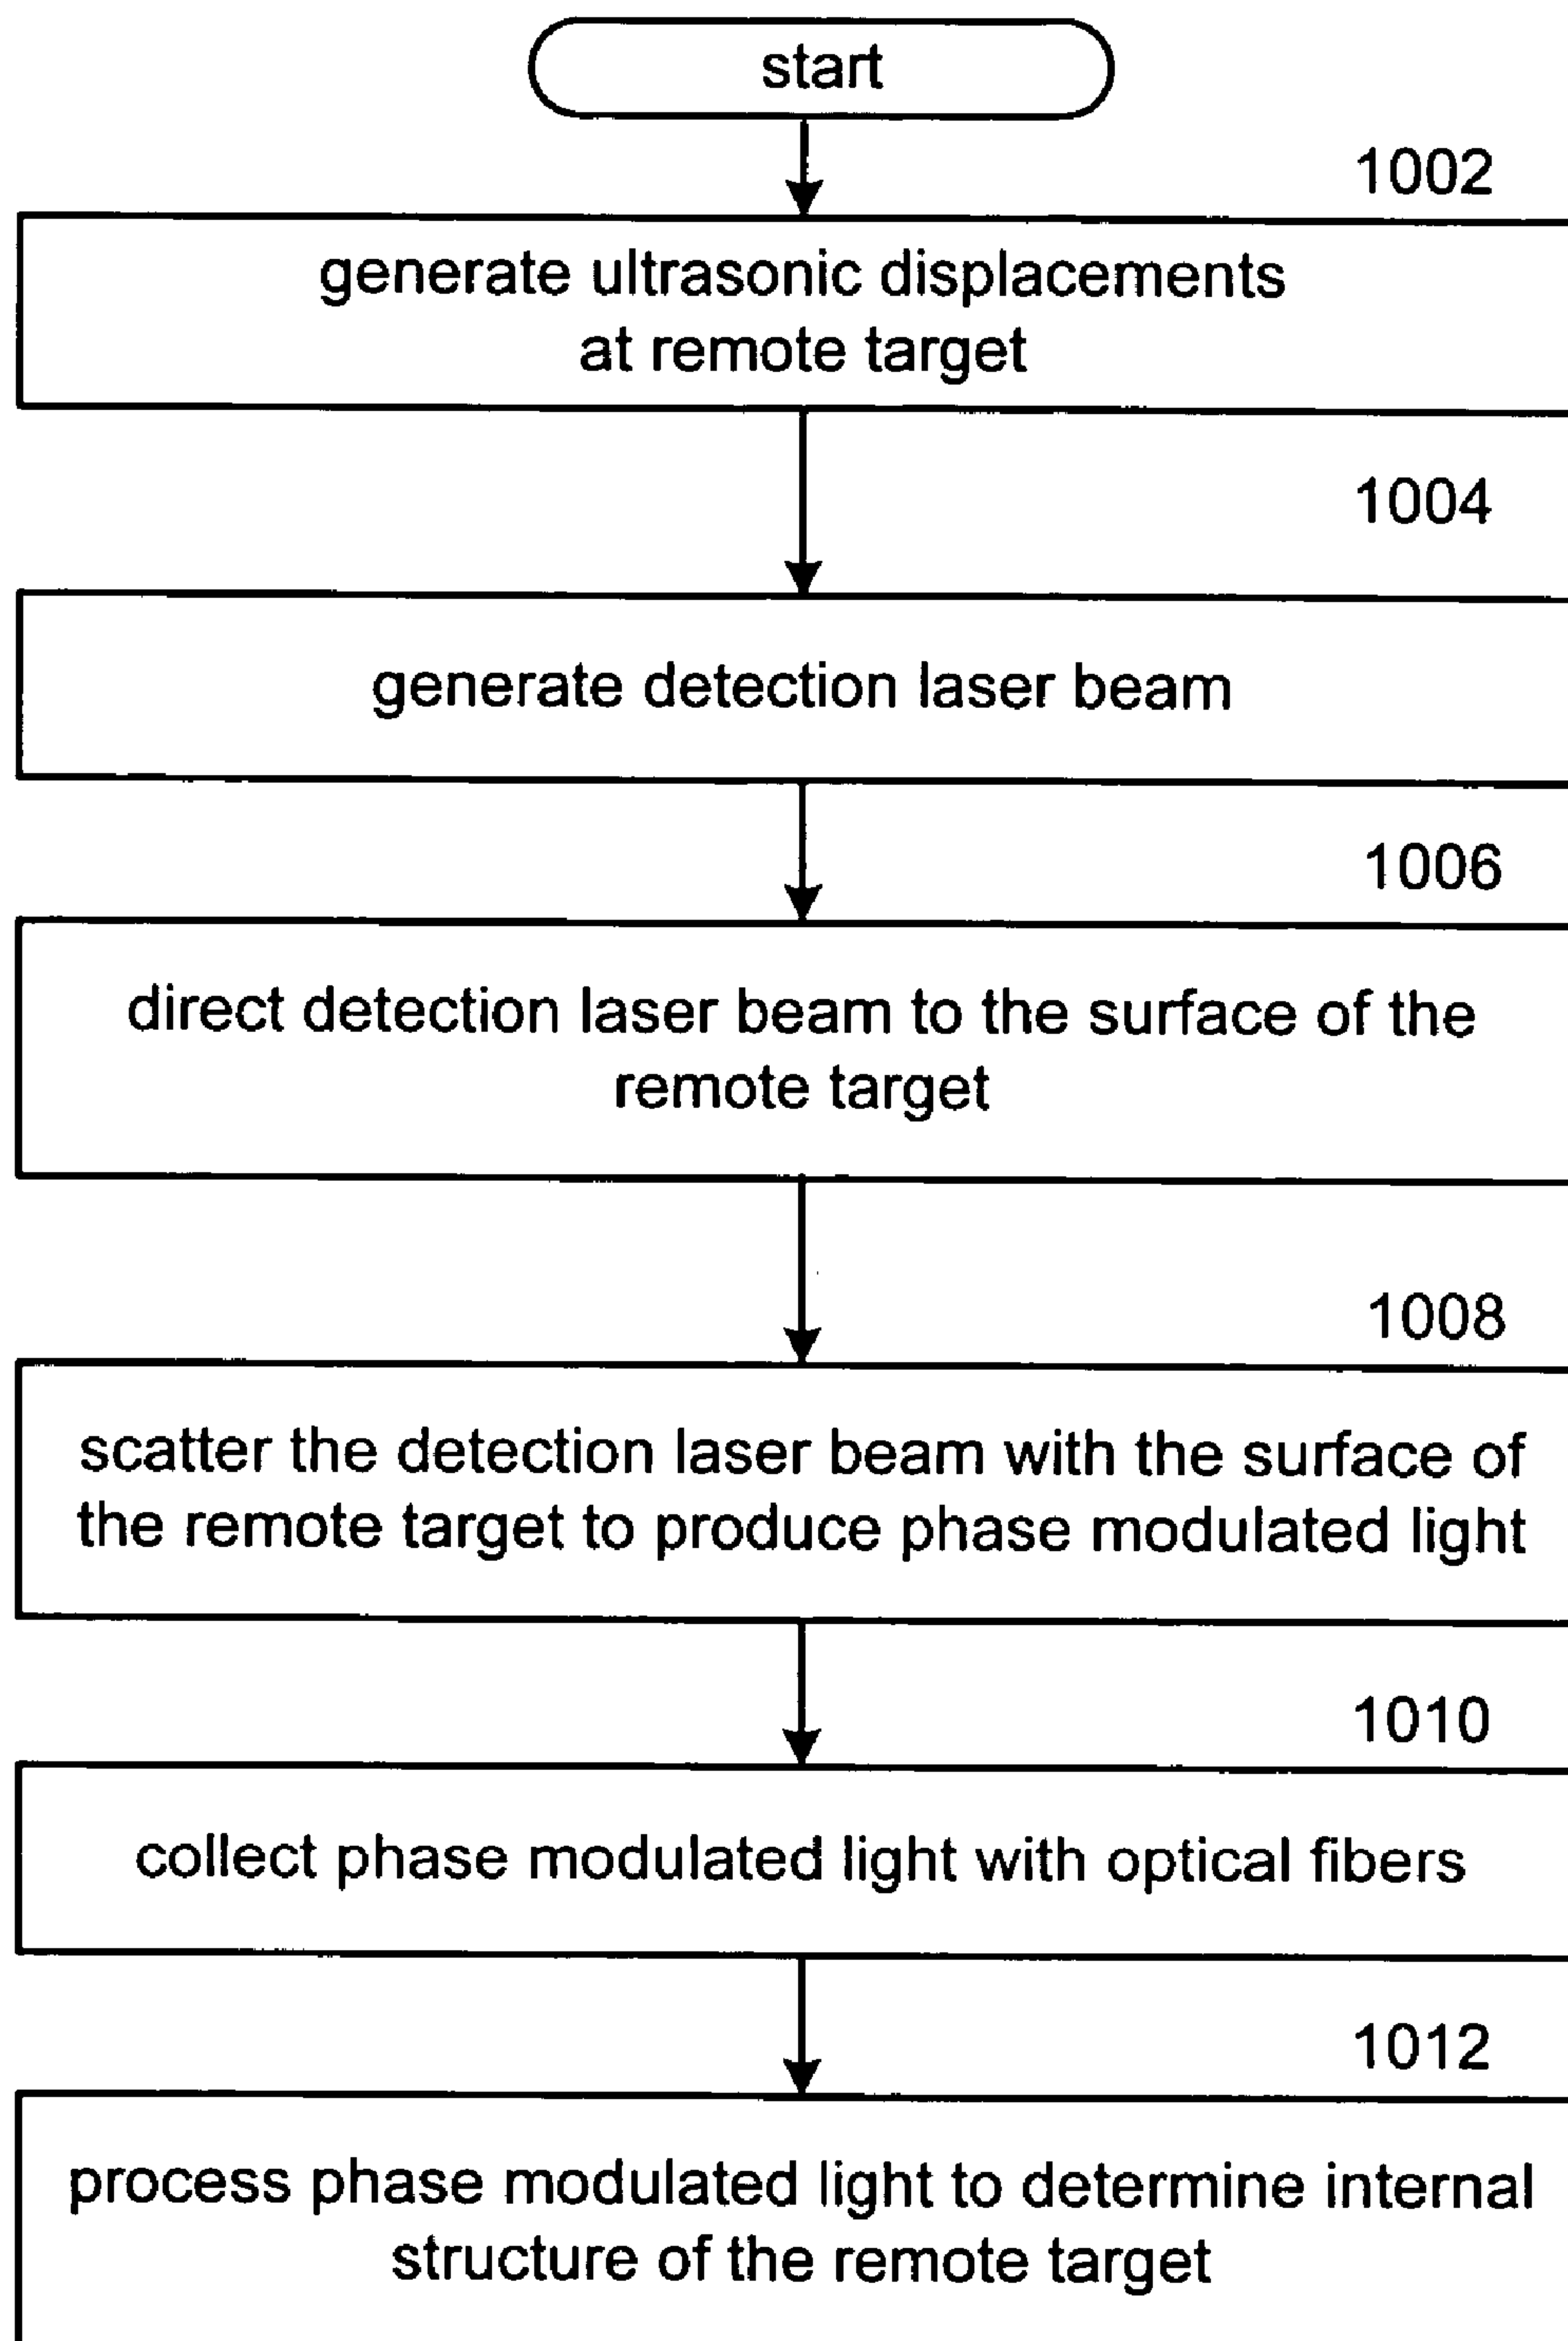 start
1002
generate ultrasonic displacements
at remote target
1004
generate detection laser beam
1006
direct detection laser beam to the surface of the
remote target
1008
scatter the detection laser beam with the surface of
the remote target to produce phase modulated light
1010
collect phase modulated light with optical fibers
1012
process phase modulated light to determine internal
structure of the remote target